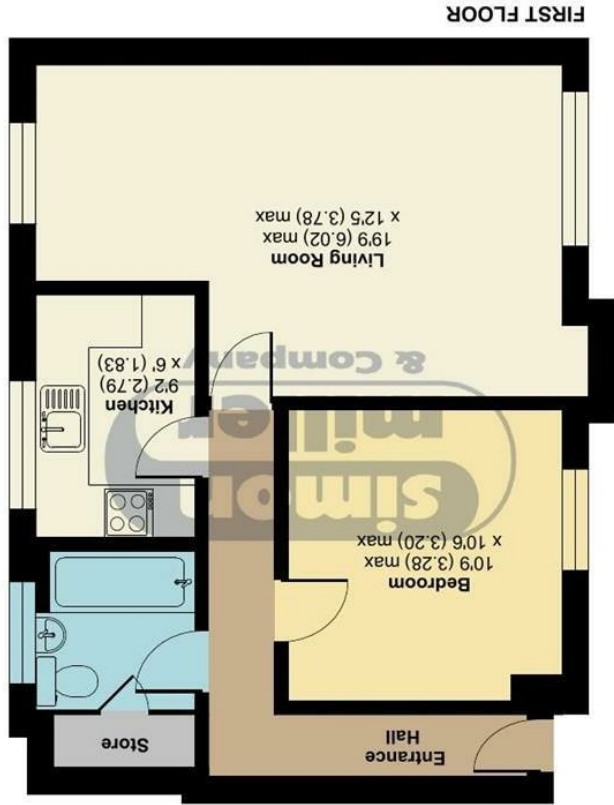 Entrance
Hall
Store
Bedroom
10'9 (3.28) max
x 10'6 (3.20) max
simon
miller
& Company
Kitchen
9'2 (2.79)
x 6' (1.83)
Living Room
19'9 (6.02) max
x 12'5 (3.78) max
FIRST FLOOR